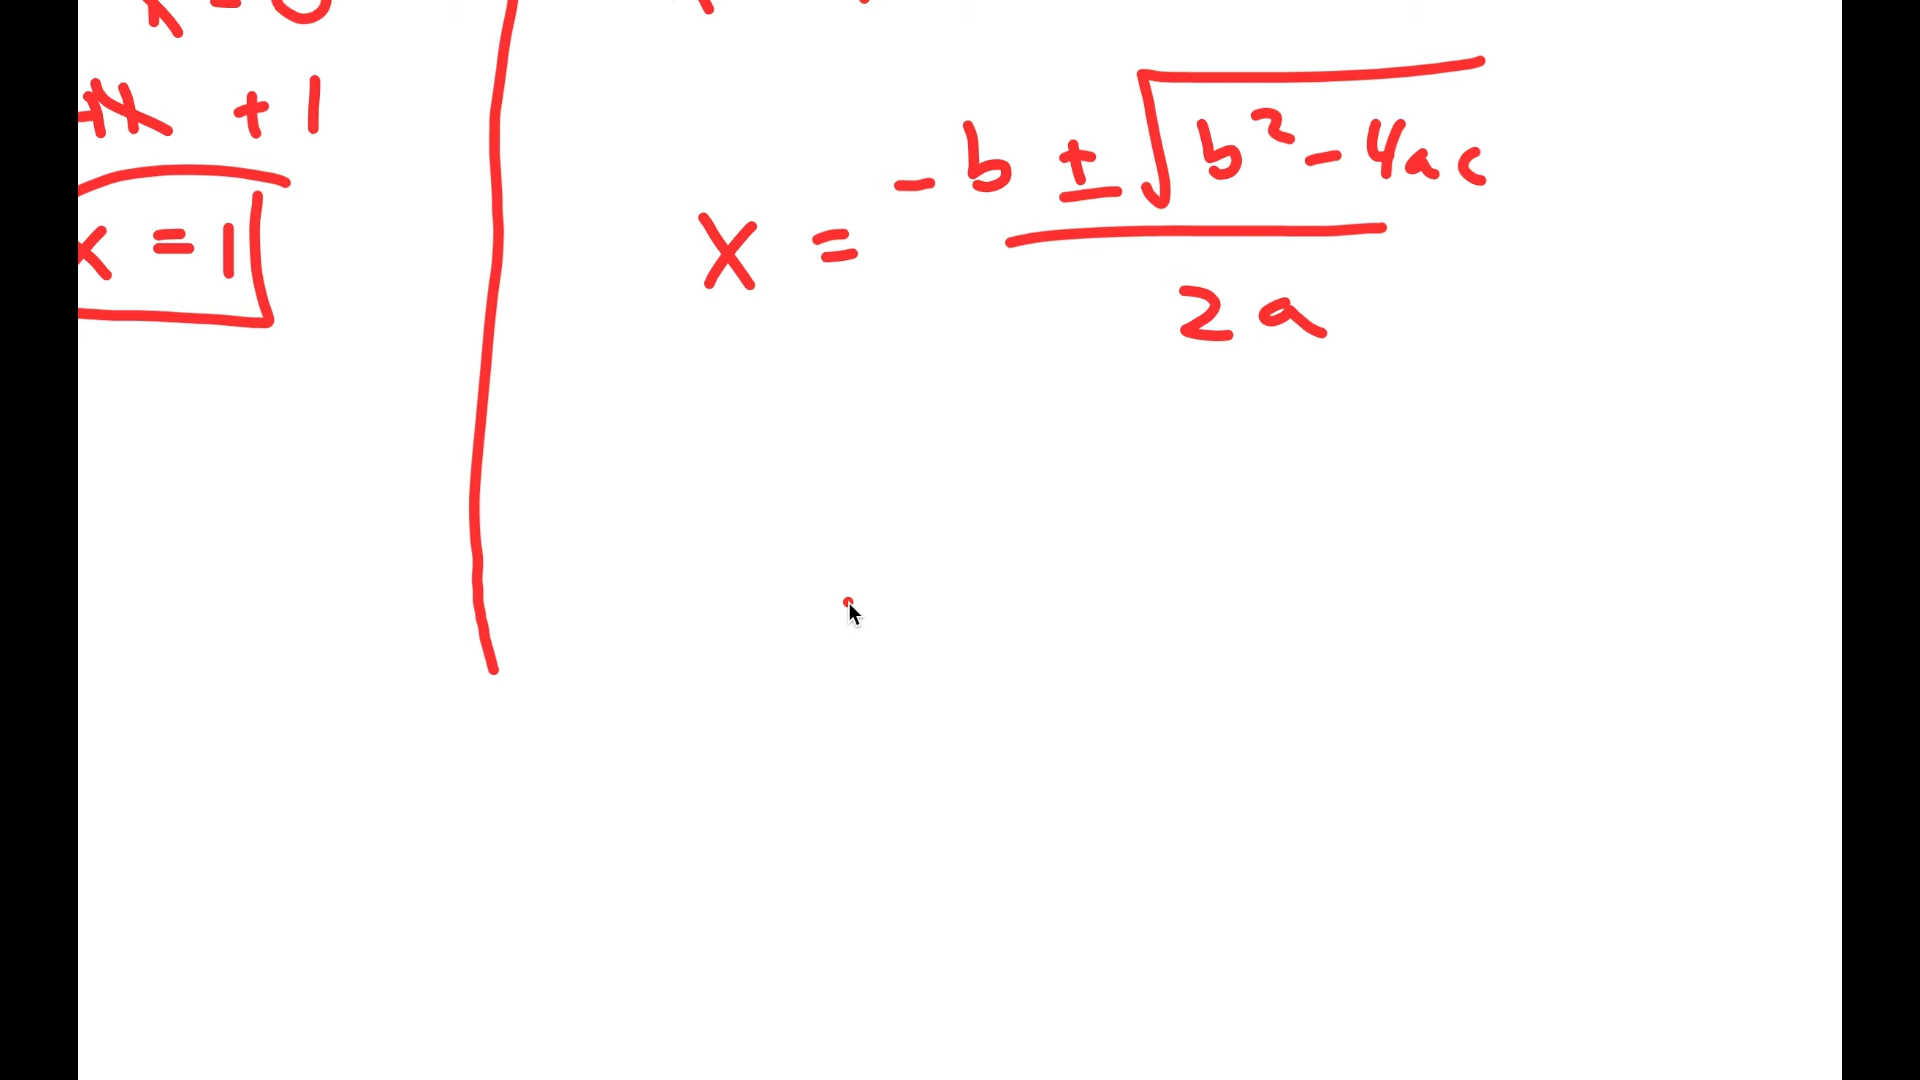 + 1
x = 1
x = -b ± √b² - 4ac
2a